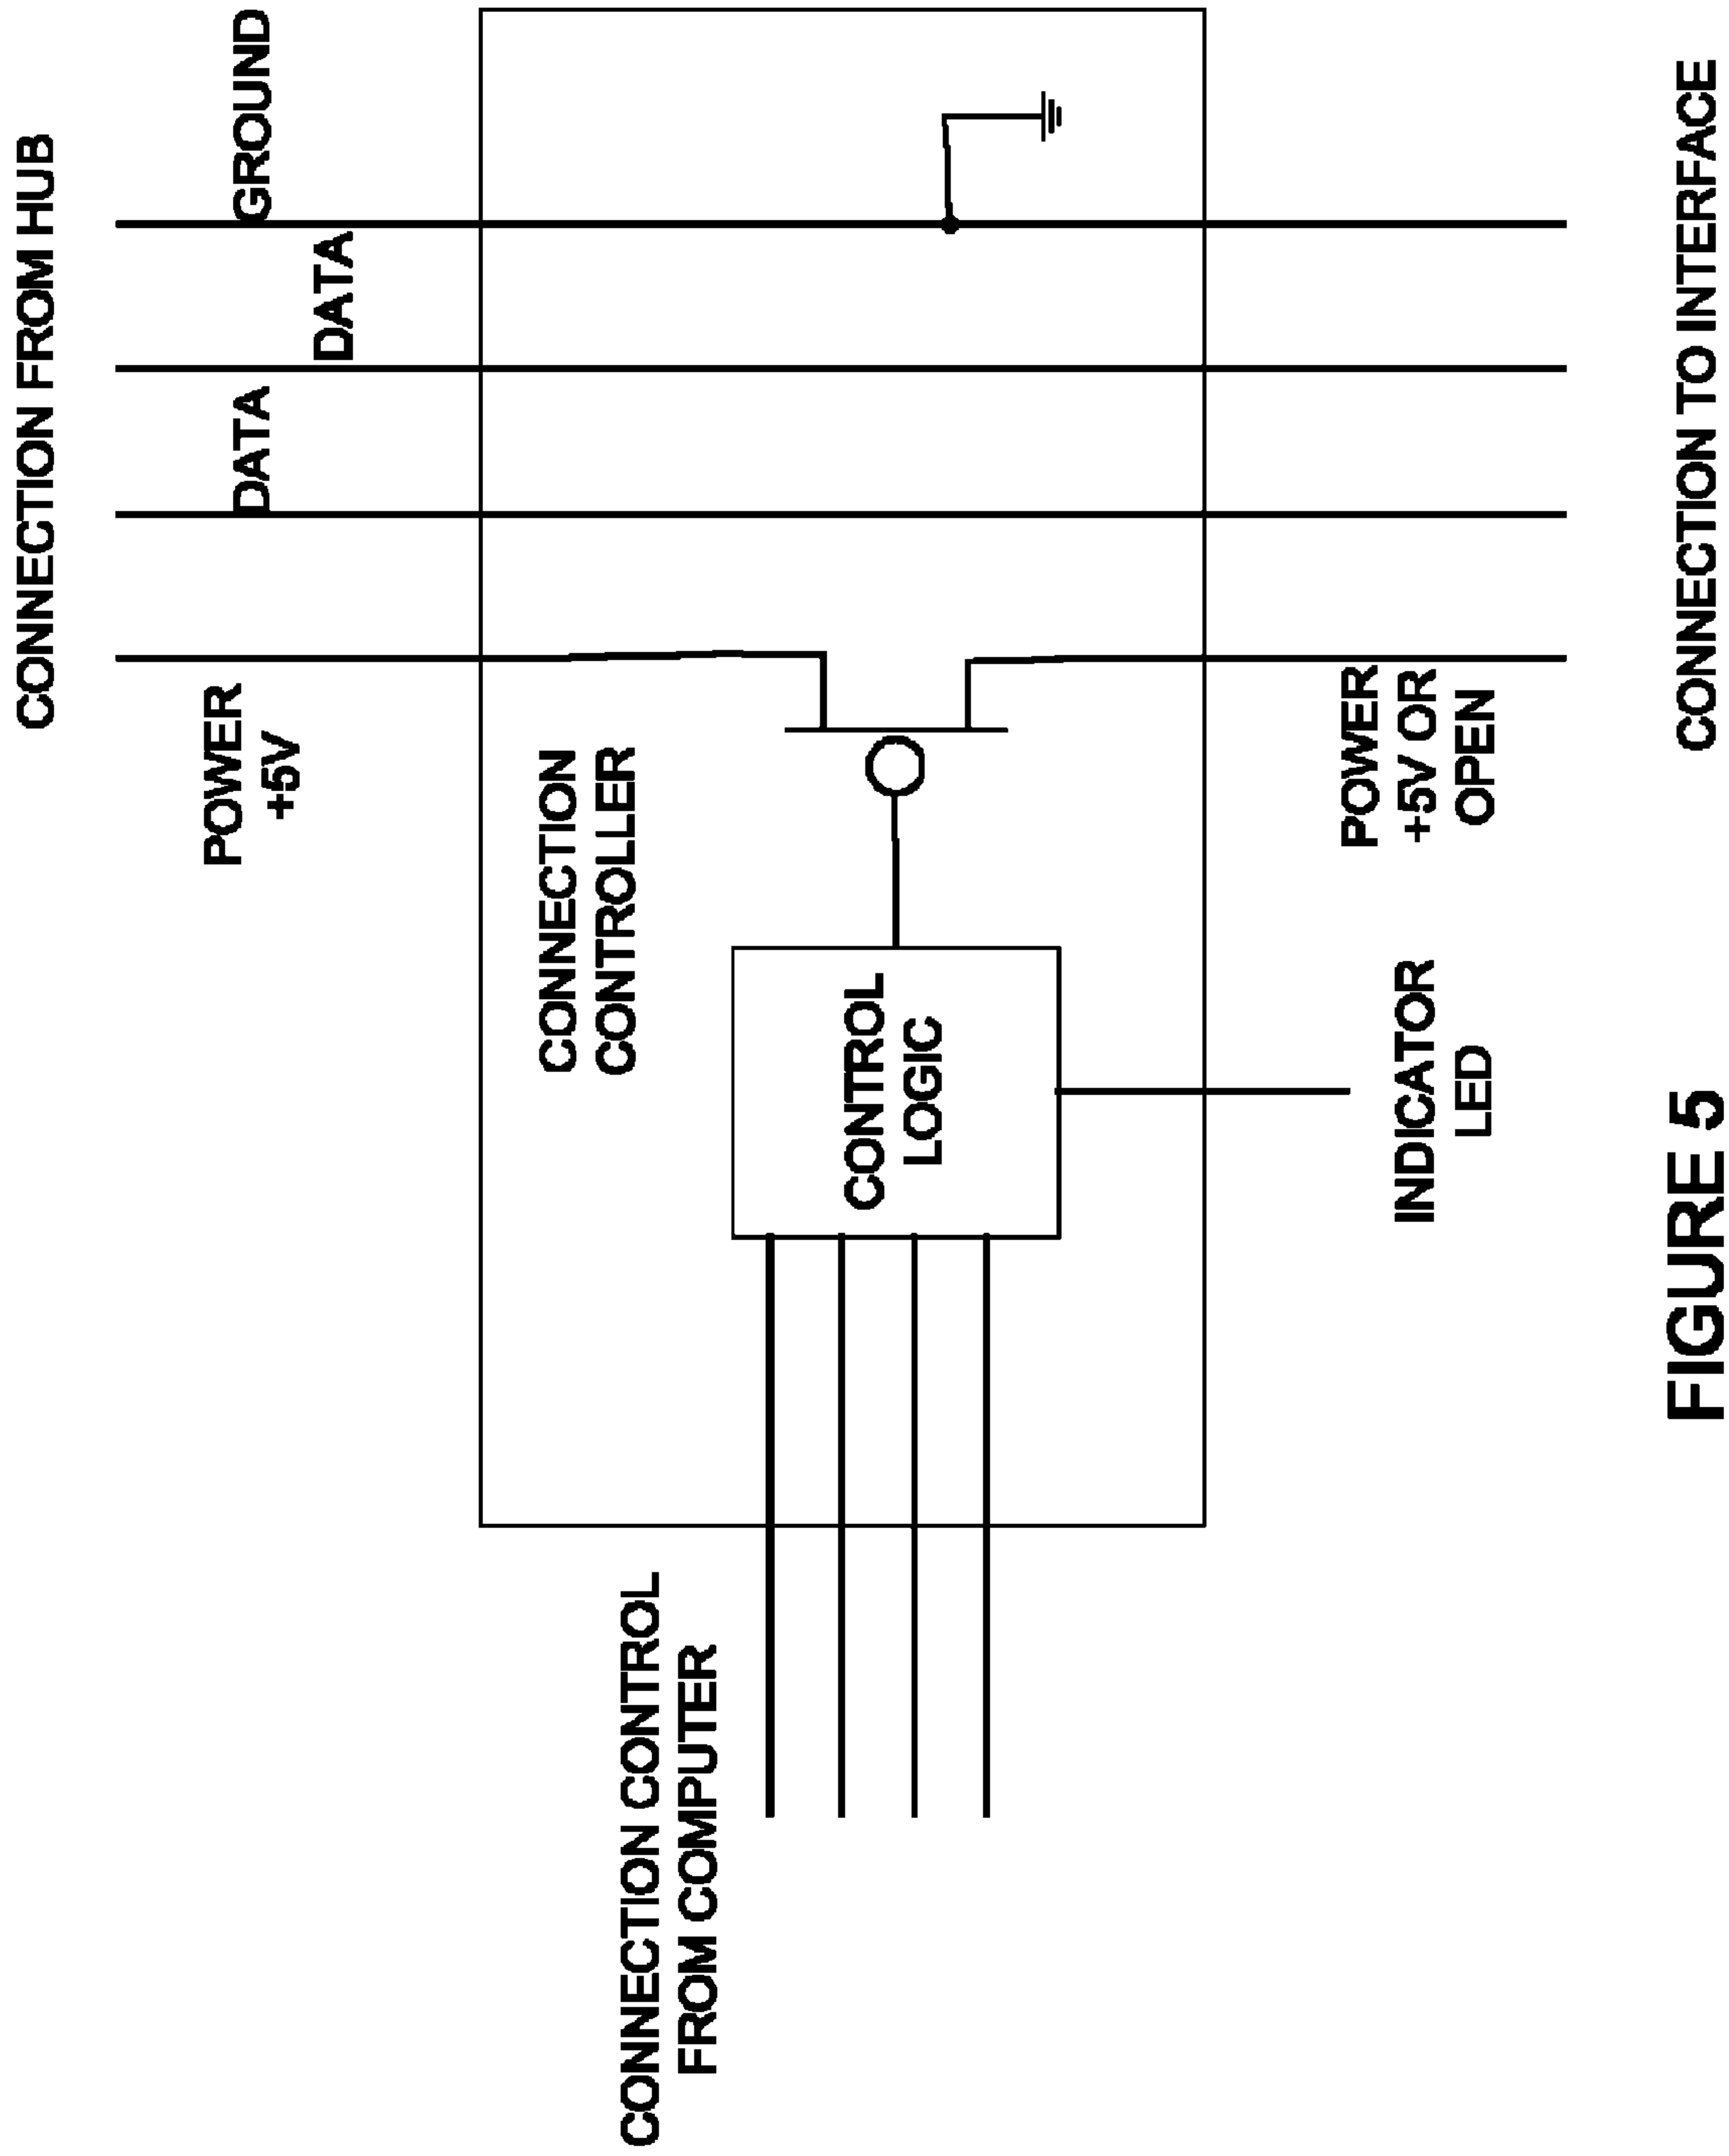 CONNECTION FROM HUB
POWER
+5V
DATA
DATA
GROUND
CONNECTION
CONTROLLER
CONNECTION CONTROL
FROM COMPUTER
CONTROL
LOGIC
INDICATOR
LED
POWER
+5V OR
OPEN
CONNECTION TO INTERFACE
FIGURE 5